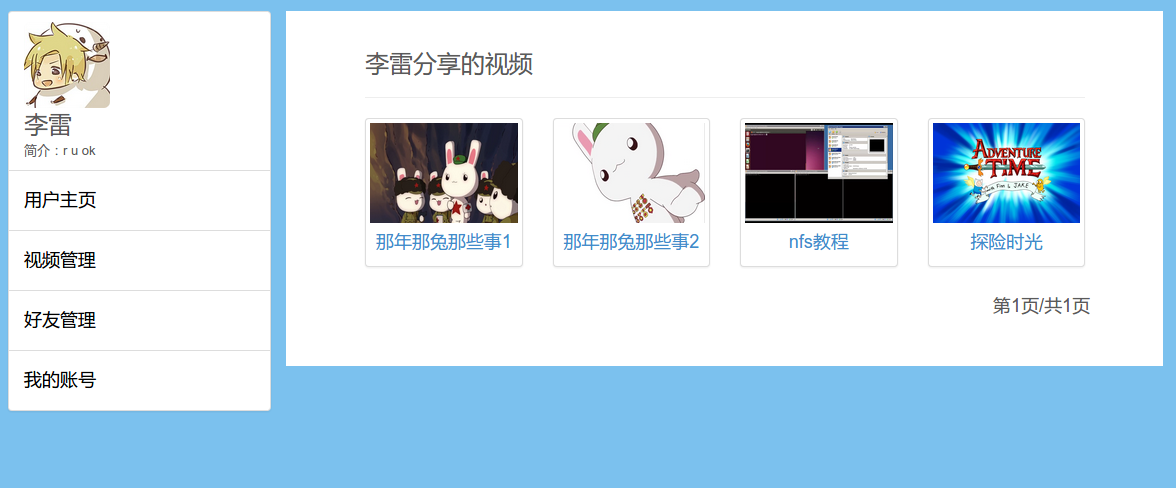 李雷
简介：r u ok
用户主页
视频管理
好友管理
我的账号
李雷分享的视频
ADVENTURE
TIME
With Finn & JAKE
那年那兔那些事1
那年那兔那些事2
nfs教程
探险时光
第1页/共1页